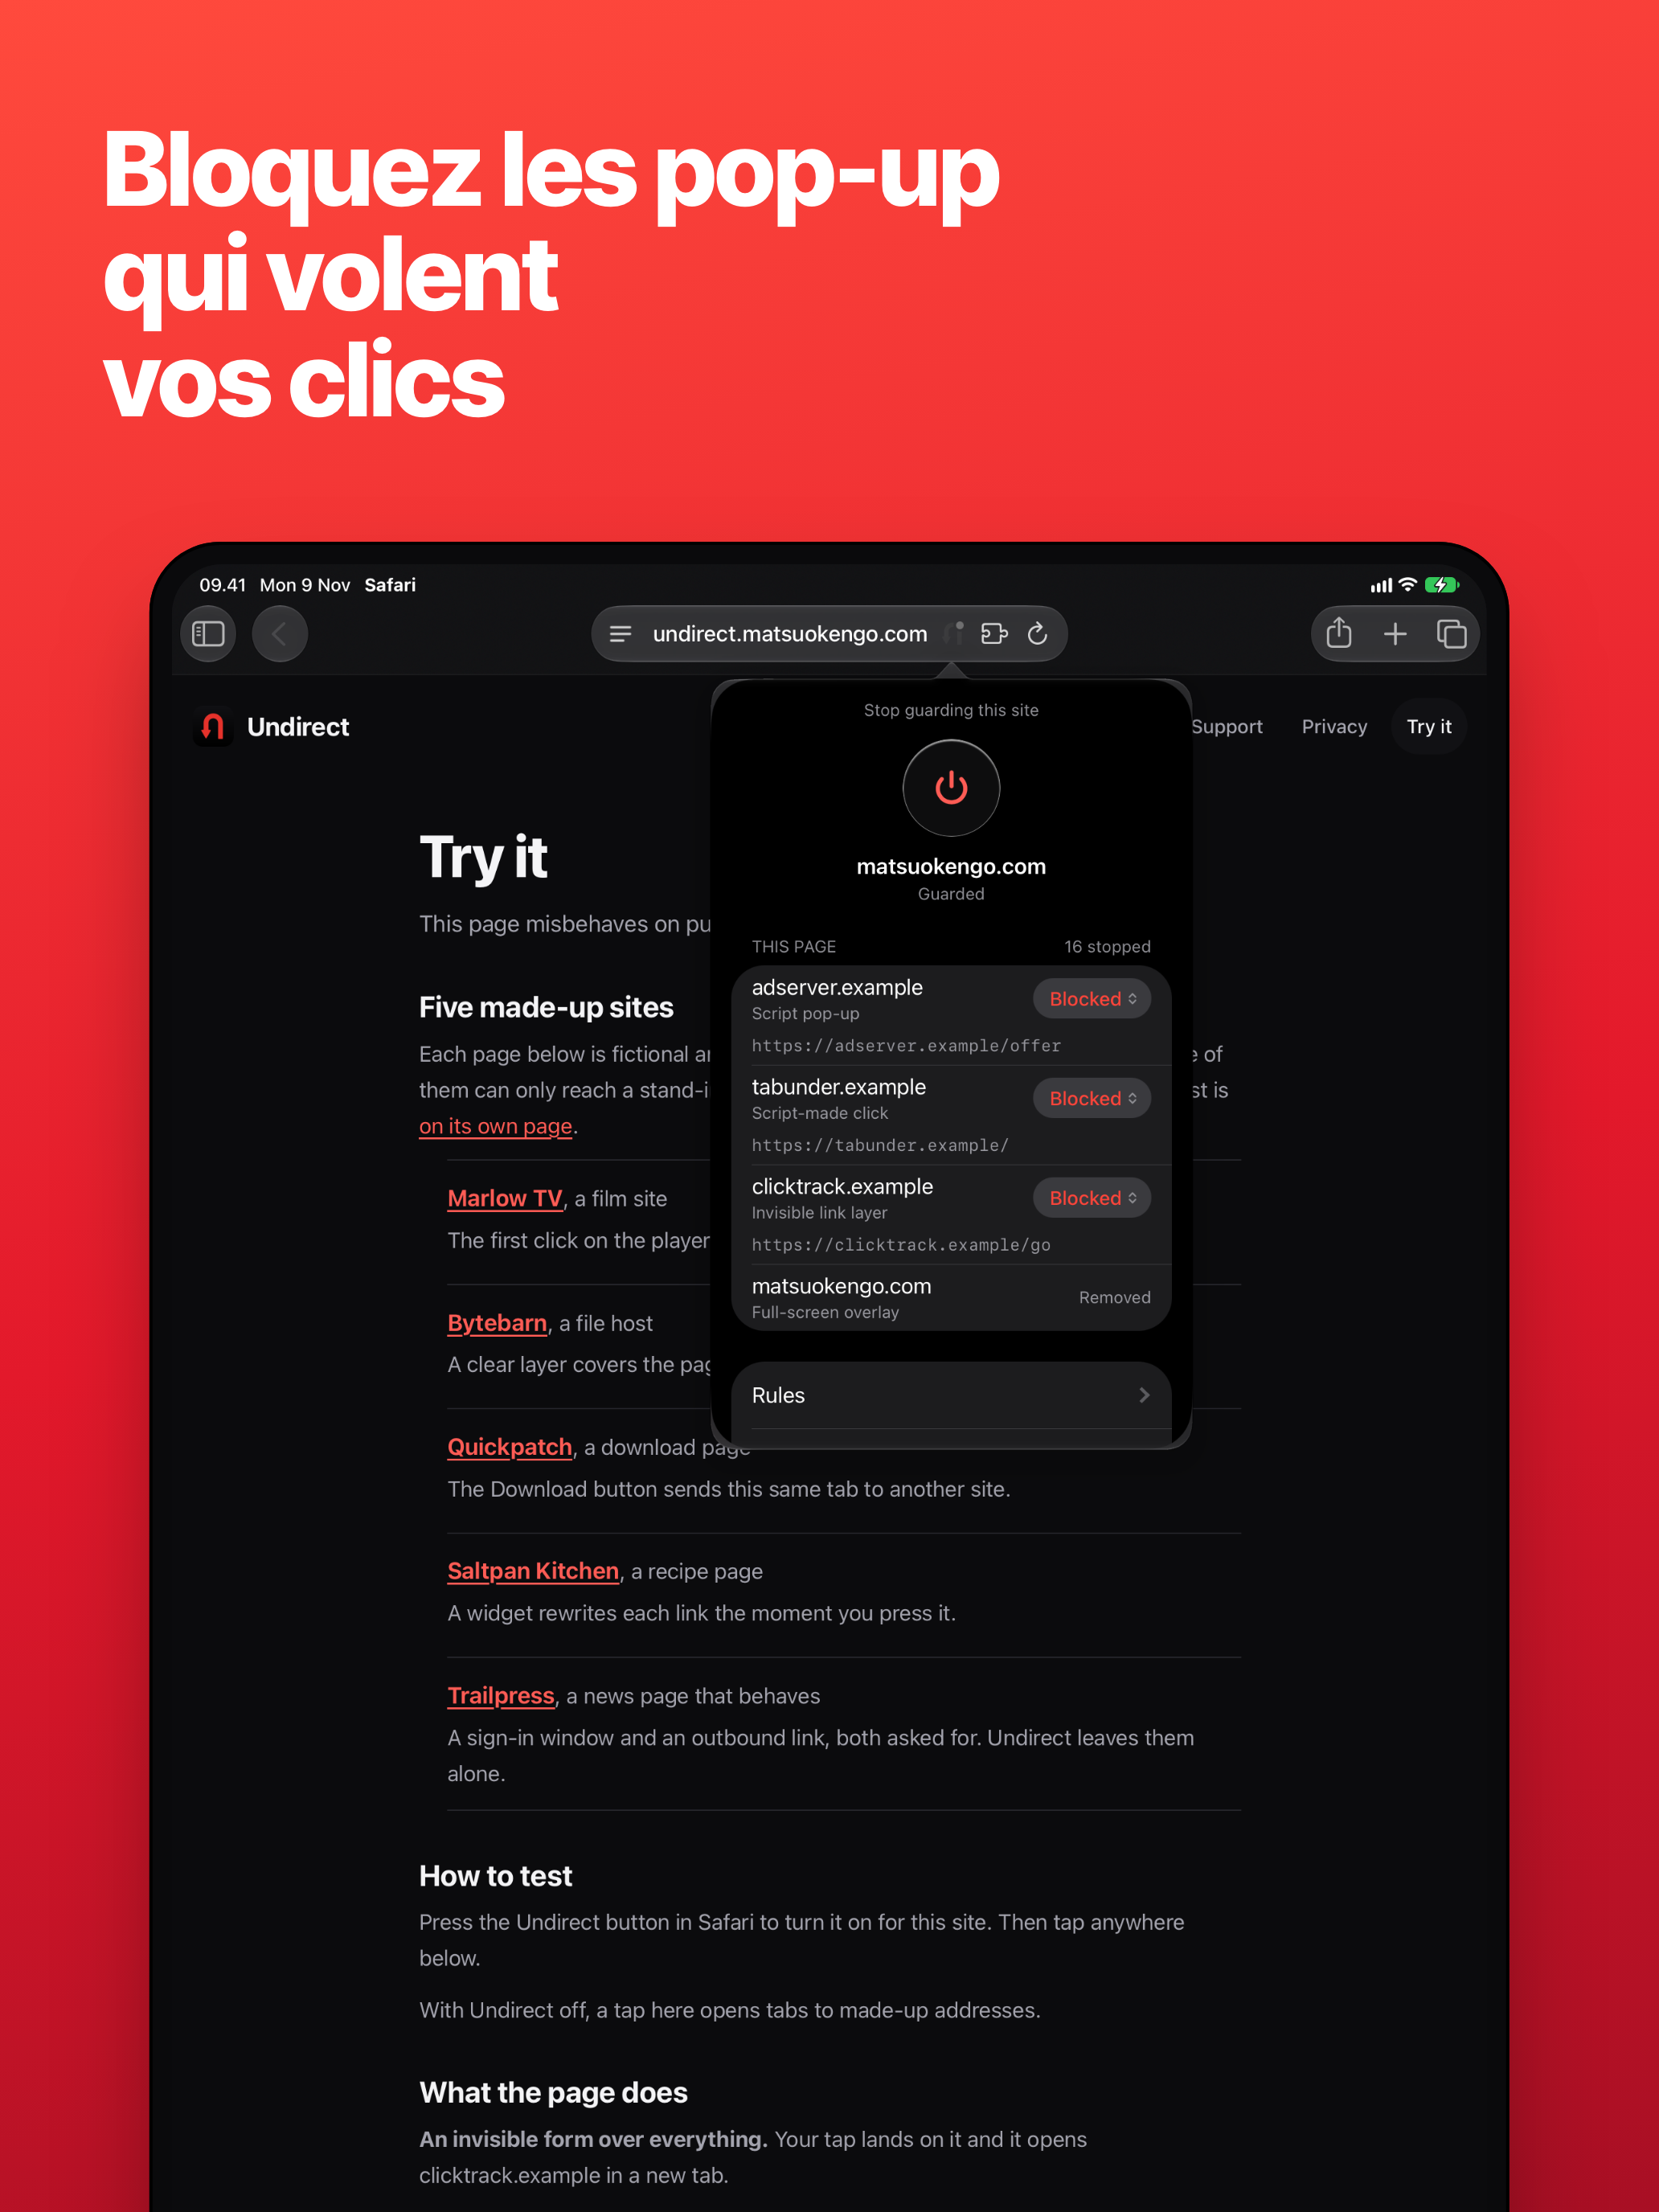 Bloquez les pop-up
qui volent
vos clics
09.41 Mon 9 Nov Safari
undirect.matsuokengo.com
Undirect
Support Privacy Try it
Stop guarding this site
matsuokengo.com
Guarded
THIS PAGE 16 stopped
adserver.example
Script pop-up
Blocked
https://adserver.example/offer
tabunder.example
Script-made click
Blocked
https://tabunder.example/
clicktrack.example
Invisible link layer
Blocked
https://clicktrack.example/go
matsuokengo.com
Full-screen overlay
Removed
Rules
Try it
This page misbehaves on pu
Five made-up sites
Each page below is fictional a e of
them can only reach a stand-i st is
on its own page.
Marlow TV, a film site
The first click on the player
Bytebarn, a file host
A clear layer covers the pag
Quickpatch, a download page
The Download button sends this same tab to another site.
Saltpan Kitchen, a recipe page
A widget rewrites each link the moment you press it.
Trailpress, a news page that behaves
A sign-in window and an outbound link, both asked for. Undirect leaves them
alone.
How to test
Press the Undirect button in Safari to turn it on for this site. Then tap anywhere
below.
With Undirect off, a tap here opens tabs to made-up addresses.
What the page does
An invisible form over everything. Your tap lands on it and it opens
clicktrack.example in a new tab.